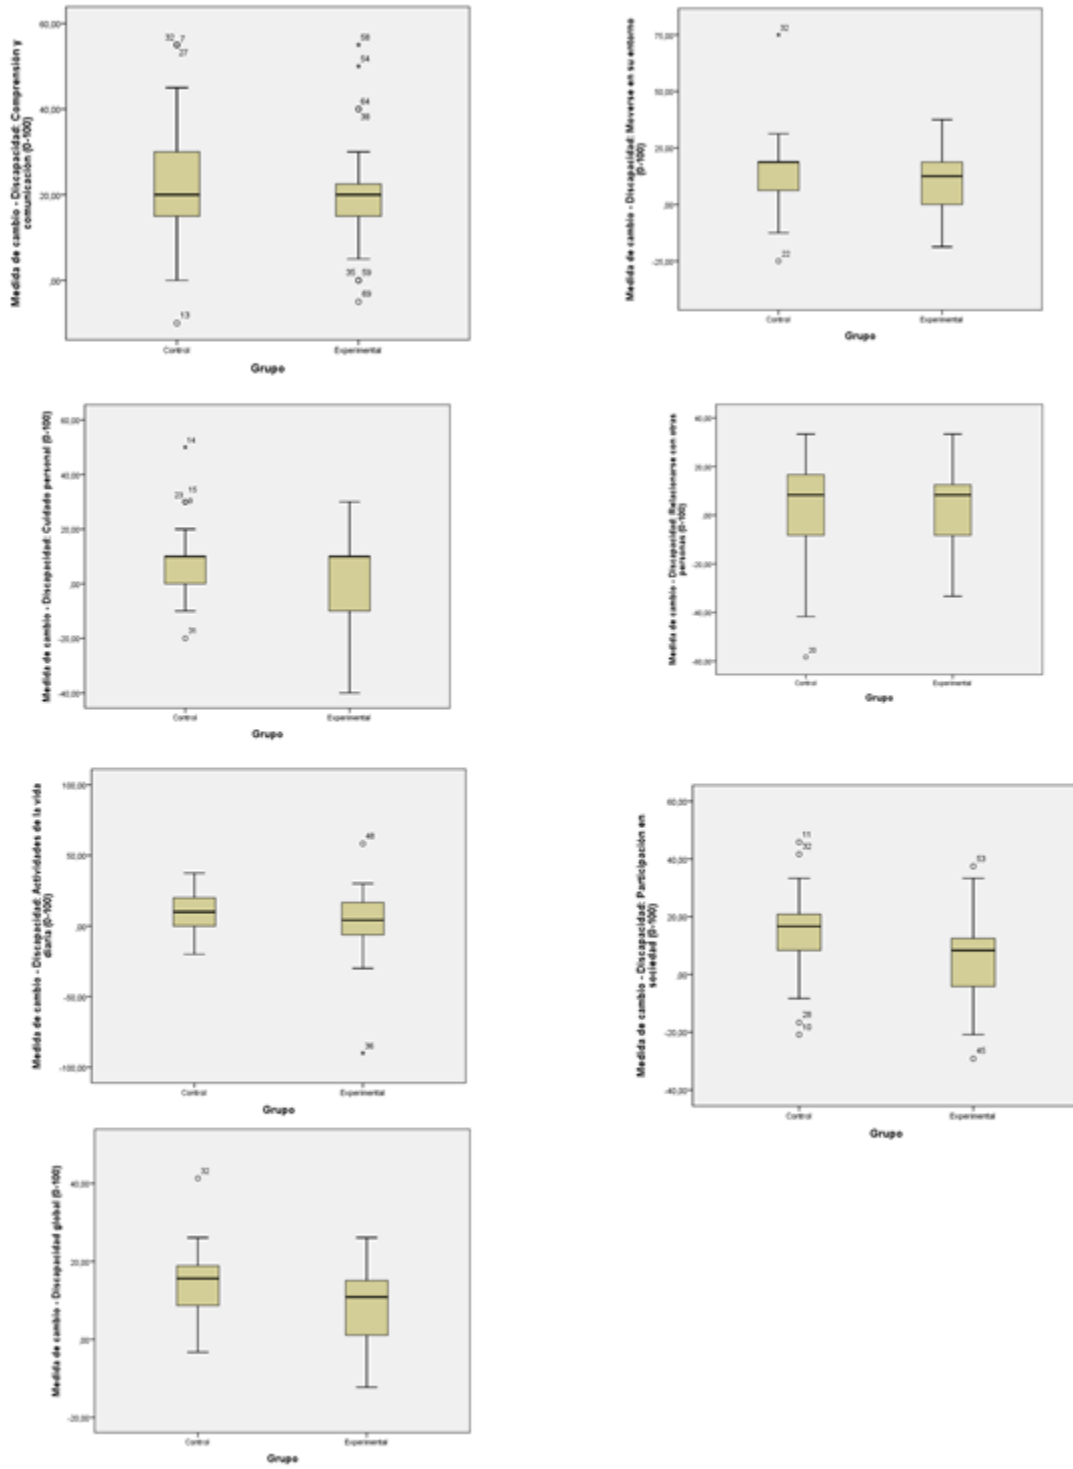 Medida de cambio - Discapacidad: Comprensión y
comunicación (0-100)
60,00
40,00
20,00
,00
32 7
27
13
58
54
64
38
35 59
69
Control
Experimental
Grupo
Medida de cambio - Discapacidad: Moverse en su entorno
(0-100)
75,00
50,00
25,00
,00
-25,00
32
22
Control
Experimental
Grupo
Medida de cambio - Discapacidad: Cuidado personal (0-100)
60,00
40,00
20,00
,00
-20,00
-40,00
14
23 15
31
Control
Experimental
Grupo
Medida de cambio - Discapacidad: Relacionarse con otras
personas (0-100)
40,00
20,00
,00
-20,00
-40,00
-60,00
Control
Experimental
Grupo
Medida de cambio - Discapacidad: Actividades de la vida
diaria (0-100)
100,00
50,00
,00
-50,00
-100,00
48
36
Control
Experimental
Grupo
Medida de cambio - Discapacidad: Participación en
sociedad (0-100)
60,00
40,00
20,00
,00
-20,00
-40,00
11
32
28
10
53
45
Control
Experimental
Grupo
Medida de cambio - Discapacidad global (0-100)
40,00
20,00
,00
-20,00
32
Control
Experimental
Grupo